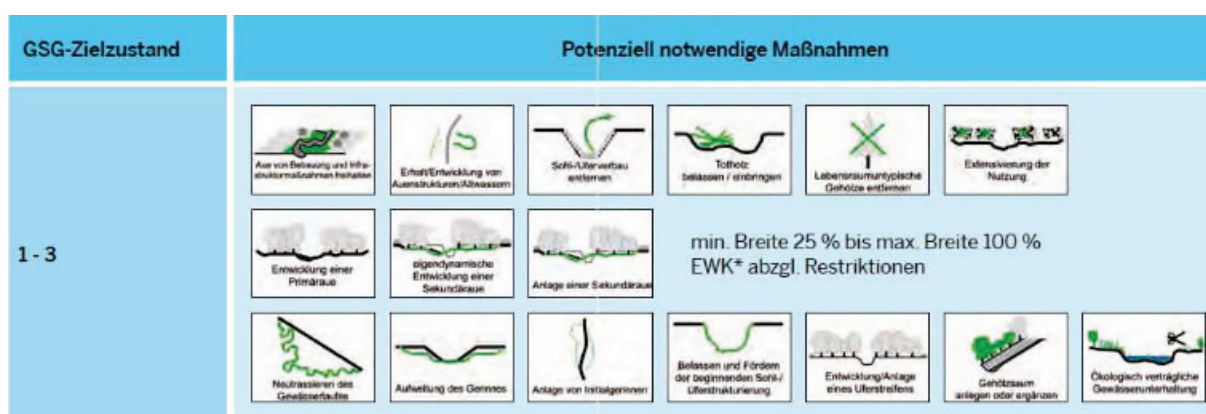 GSG-Zielzustand
Potenziell notwendige Maßnahmen
1 - 3
Aue von Bebauung und Infra-
strukturmaßnahmen freihalten
Erhalt/Entwicklung von
Auenstrukturen/Altwassern
Sohl-/Uferverbau
entfernen
Totholz
belassen / einbringen
Lebensraumuntypische
Gehölze entfernen
Extensivierung der
Nutzung
Entwicklung einer
Primäraue
eigendynamische
Entwicklung einer
Sekundäraue
Anlage einer Sekundäraue
min. Breite 25 % bis max. Breite 100 %
EWK* abzgl. Restriktionen
Neutrassieren des
Gewässerlaufes
Aufweitung des Gerinnes
Anlage von Initialgerinnen
Belassen und Fördern
der beginnenden Sohl-/
Uferstrukturierung
Entwicklung/Anlage
eines Uferstreifens
Gehölzsaum
anlegen oder ergänzen
Ökologisch verträgliche
Gewässerunterhaltung